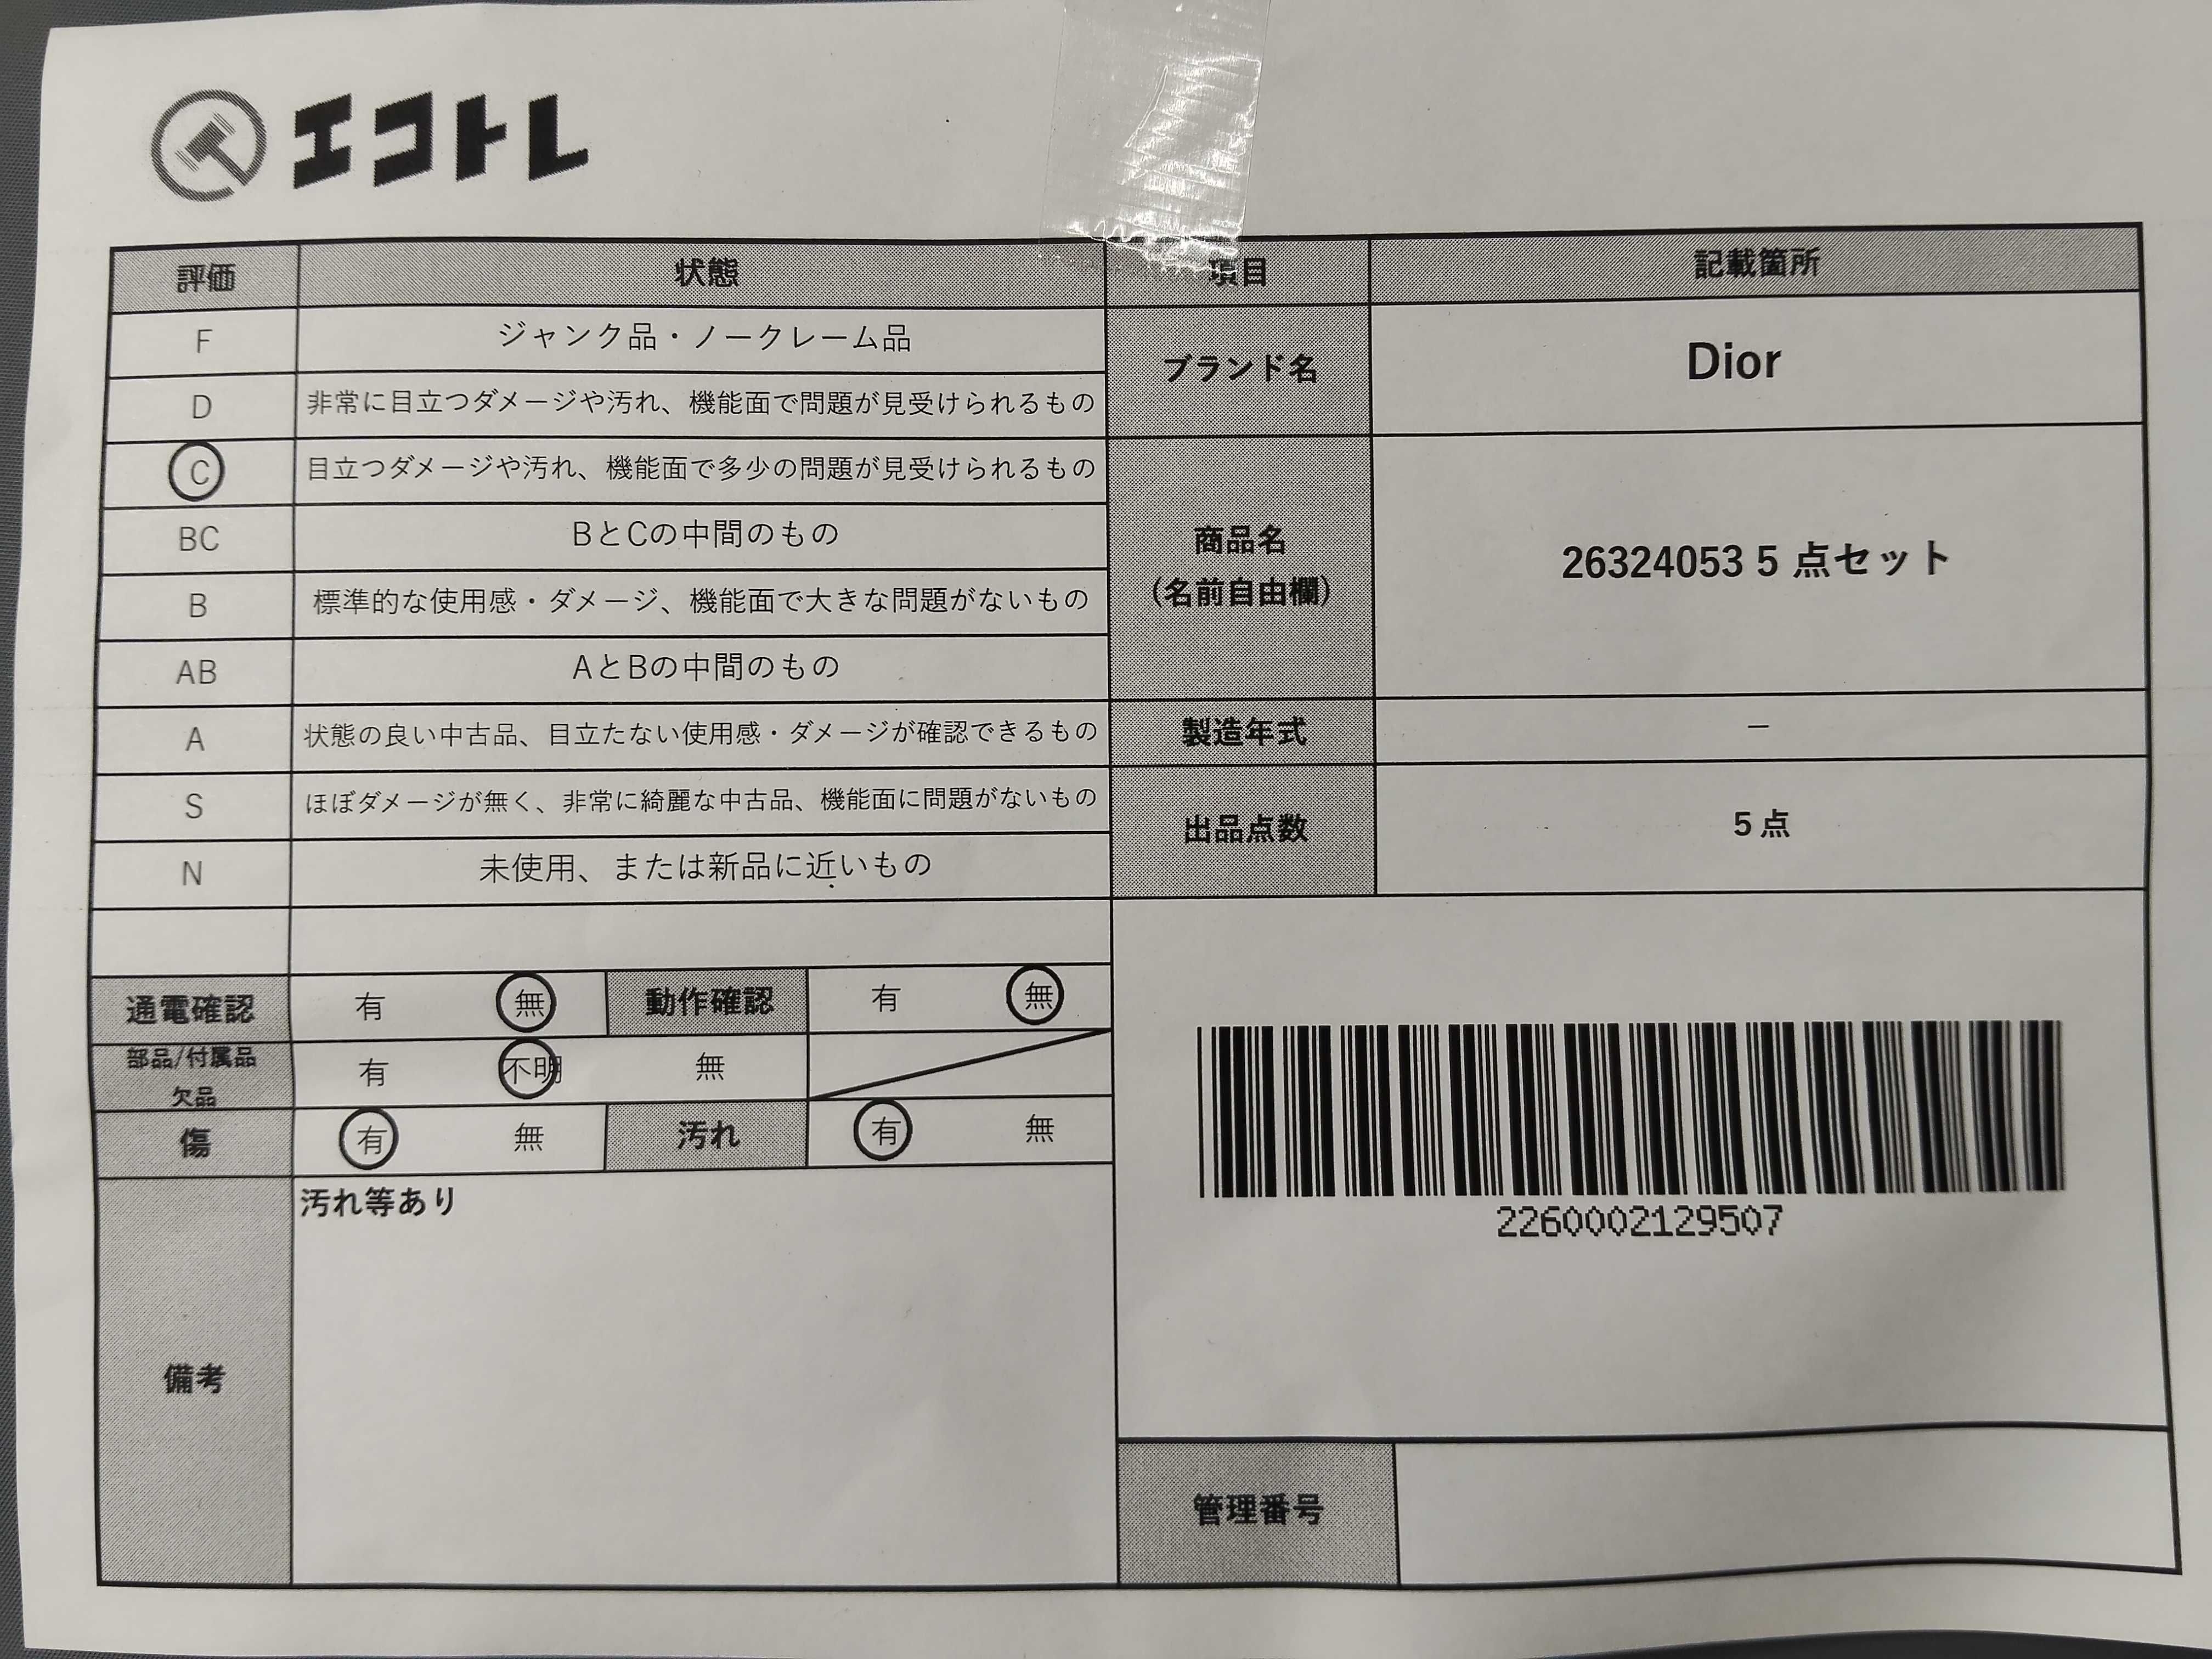 エコトレ
評価 状態 項目 記載箇所
F ジャンク品・ノークレーム品
D 非常に目立つダメージや汚れ、機能面で問題が見受けられるもの
C 目立つダメージや汚れ、機能面で多少の問題が見受けられるもの
BC BとCの中間のもの
B 標準的な使用感・ダメージ、機能面で大きな問題がないもの
AB AとBの中間のもの
A 状態の良い中古品、目立たない使用感・ダメージが確認できるもの
S ほぼダメージが無く、非常に綺麗な中古品、機能面に問題がないもの
N 未使用、または新品に近いもの
ブランド名 Dior
商品名
(名前自由欄)
26324053 5 点セット
製造年式 －
出品点数 5 点
通電確認 有 無 動作確認 有 無
部品/付属品
欠品
有 不明 無
傷 有 無 汚れ 有 無
備考
汚れ等あり
2260002129507
管理番号